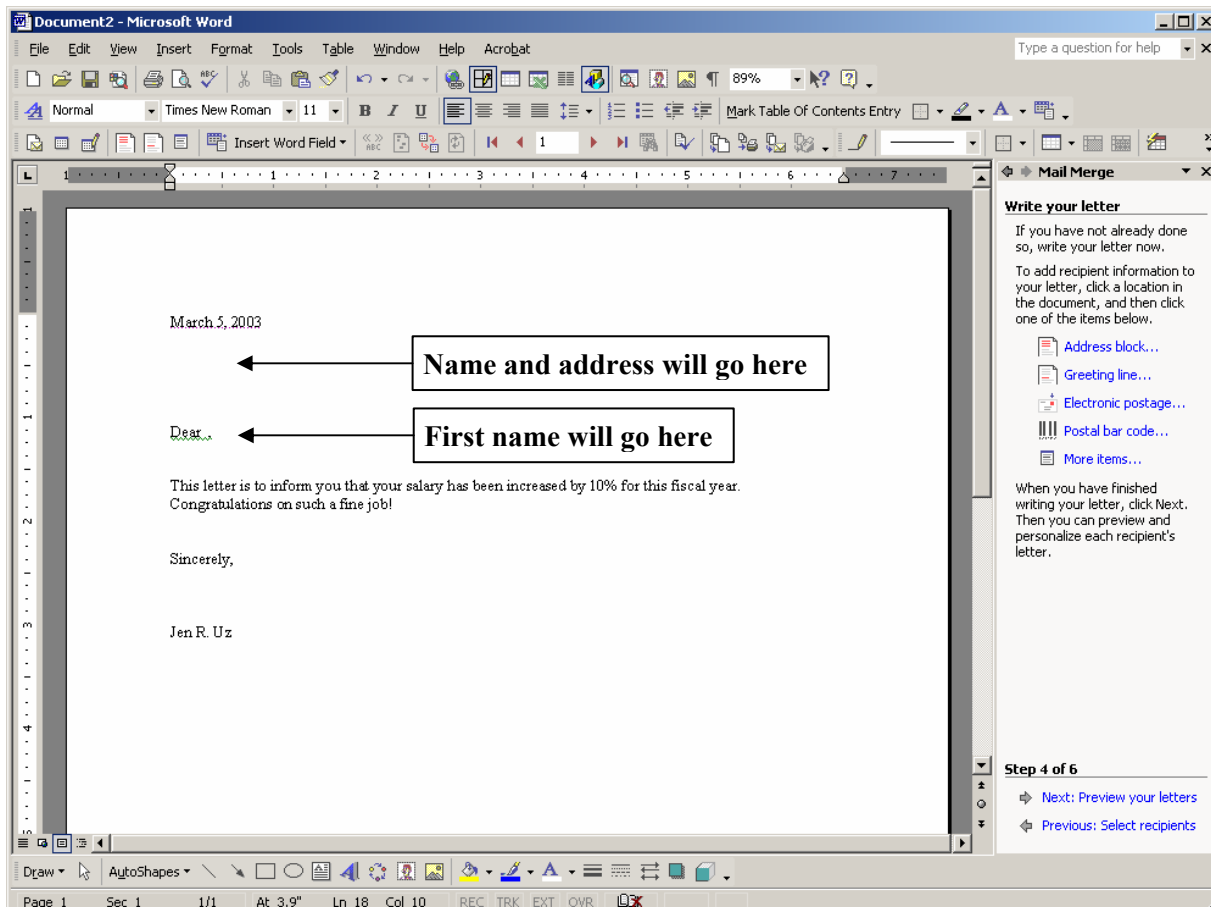 Document2 - Microsoft Word
File Edit View Insert Format Tools Table Window Help Acrobat
Type a question for help
89%
Normal Times New Roman 11 B I U Mark Table Of Contents Entry
Insert Word Field 1
1 1 2 3 4 5 6 7
Mail Merge
Write your letter
If you have not already done
so, write your letter now.
To add recipient information to
your letter, click a location in
the document, and then click
one of the items below.
Address block...
Greeting line...
Electronic postage...
Postal bar code...
More items...
When you have finished
writing your letter, click Next.
Then you can preview and
personalize each recipient's
letter.
March 5, 2003
Name and address will go here
Dear ,
First name will go here
This letter is to inform you that your salary has been increased by 10% for this fiscal year.
Congratulations on such a fine job!
Sincerely,
Jen R. Uz
Step 4 of 6
Next: Preview your letters
Previous: Select recipients
Draw AutoShapes
Page 1 Sec 1 1/1 At 3.9" Ln 18 Col 10 REC TRK EXT OVR